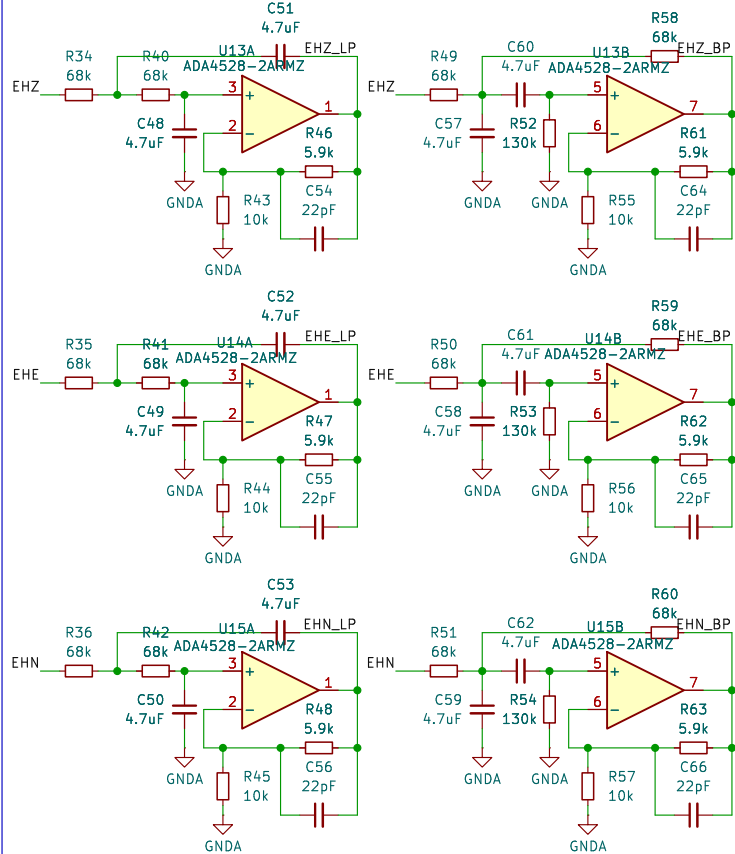 C51
4.7uF
R34
68k
R40
68k
U13A
ADA4528-2ARMZ
EHZ_LP
EHZ
3
+
1
2
−
C48
4.7uF
GNDA
R46
5.9k
C54
22pF
R43
10k
GNDA
R58
68k
R49
68k
C60
4.7uF
U13B
ADA4528-2ARMZ
EHZ_BP
EHZ
5
+
7
6
−
C57
4.7uF
R52
130k
GNDA
GNDA
R61
5.9k
C64
22pF
R55
10k
GNDA
C52
4.7uF
R35
68k
R41
68k
U14A
ADA4528-2ARMZ
EHE_LP
EHE
3
+
1
2
−
C49
4.7uF
GNDA
R47
5.9k
C55
22pF
R44
10k
GNDA
R59
68k
R50
68k
C61
4.7uF
U14B
ADA4528-2ARMZ
EHE_BP
EHE
5
+
7
6
−
C58
4.7uF
R53
130k
GNDA
GNDA
R62
5.9k
C65
22pF
R56
10k
GNDA
C53
4.7uF
R36
68k
R42
68k
U15A
ADA4528-2ARMZ
EHN_LP
EHN
3
+
1
2
−
C50
4.7uF
GNDA
R48
5.9k
C56
22pF
R45
10k
GNDA
R60
68k
R51
68k
C62
4.7uF
U15B
ADA4528-2ARMZ
EHN_BP
EHN
5
+
7
6
−
C59
4.7uF
R54
130k
GNDA
GNDA
R63
5.9k
C66
22pF
R57
10k
GNDA